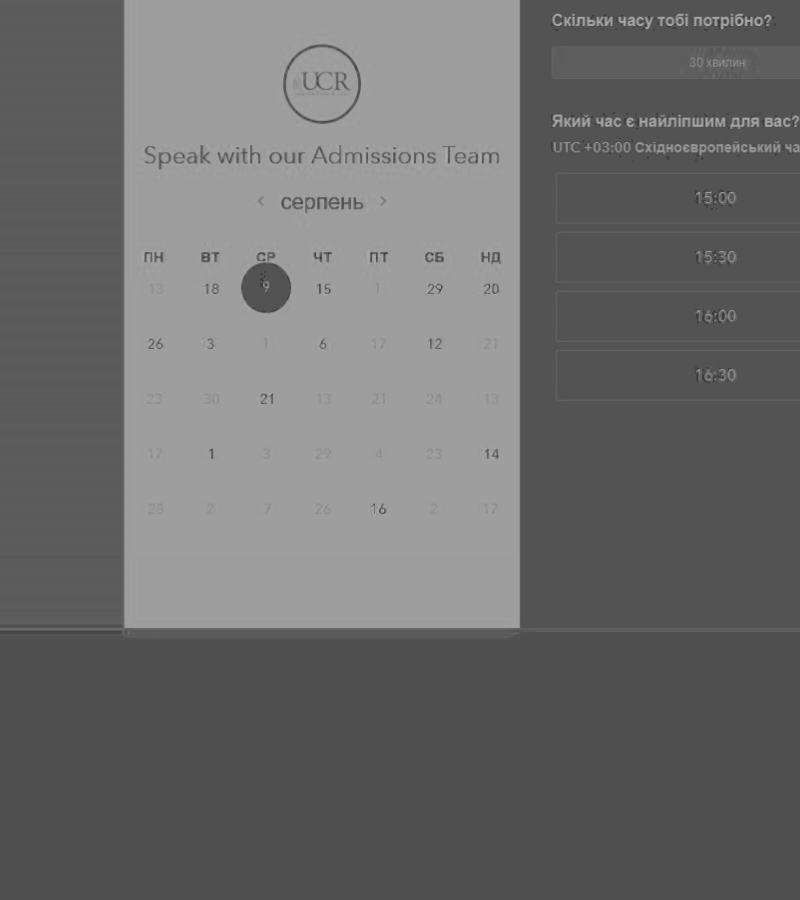 UCR
Speak with our Admissions Team
‹ серпень ›
ПН ВТ СР ЧТ ПТ СБ НД
13 18 9 15 1 29 20
26 3 1 6 17 12 21
23 30 21 13 21 24 13
17 1 3 29 4 23 14
28 2 7 26 16 2 17
Скільки часу тобі потрібно?
30 хвилин
Який час є найліпшим для вас?
UTC +03:00 Східноєвропейський ча
15:00
15:30
16:00
16:30